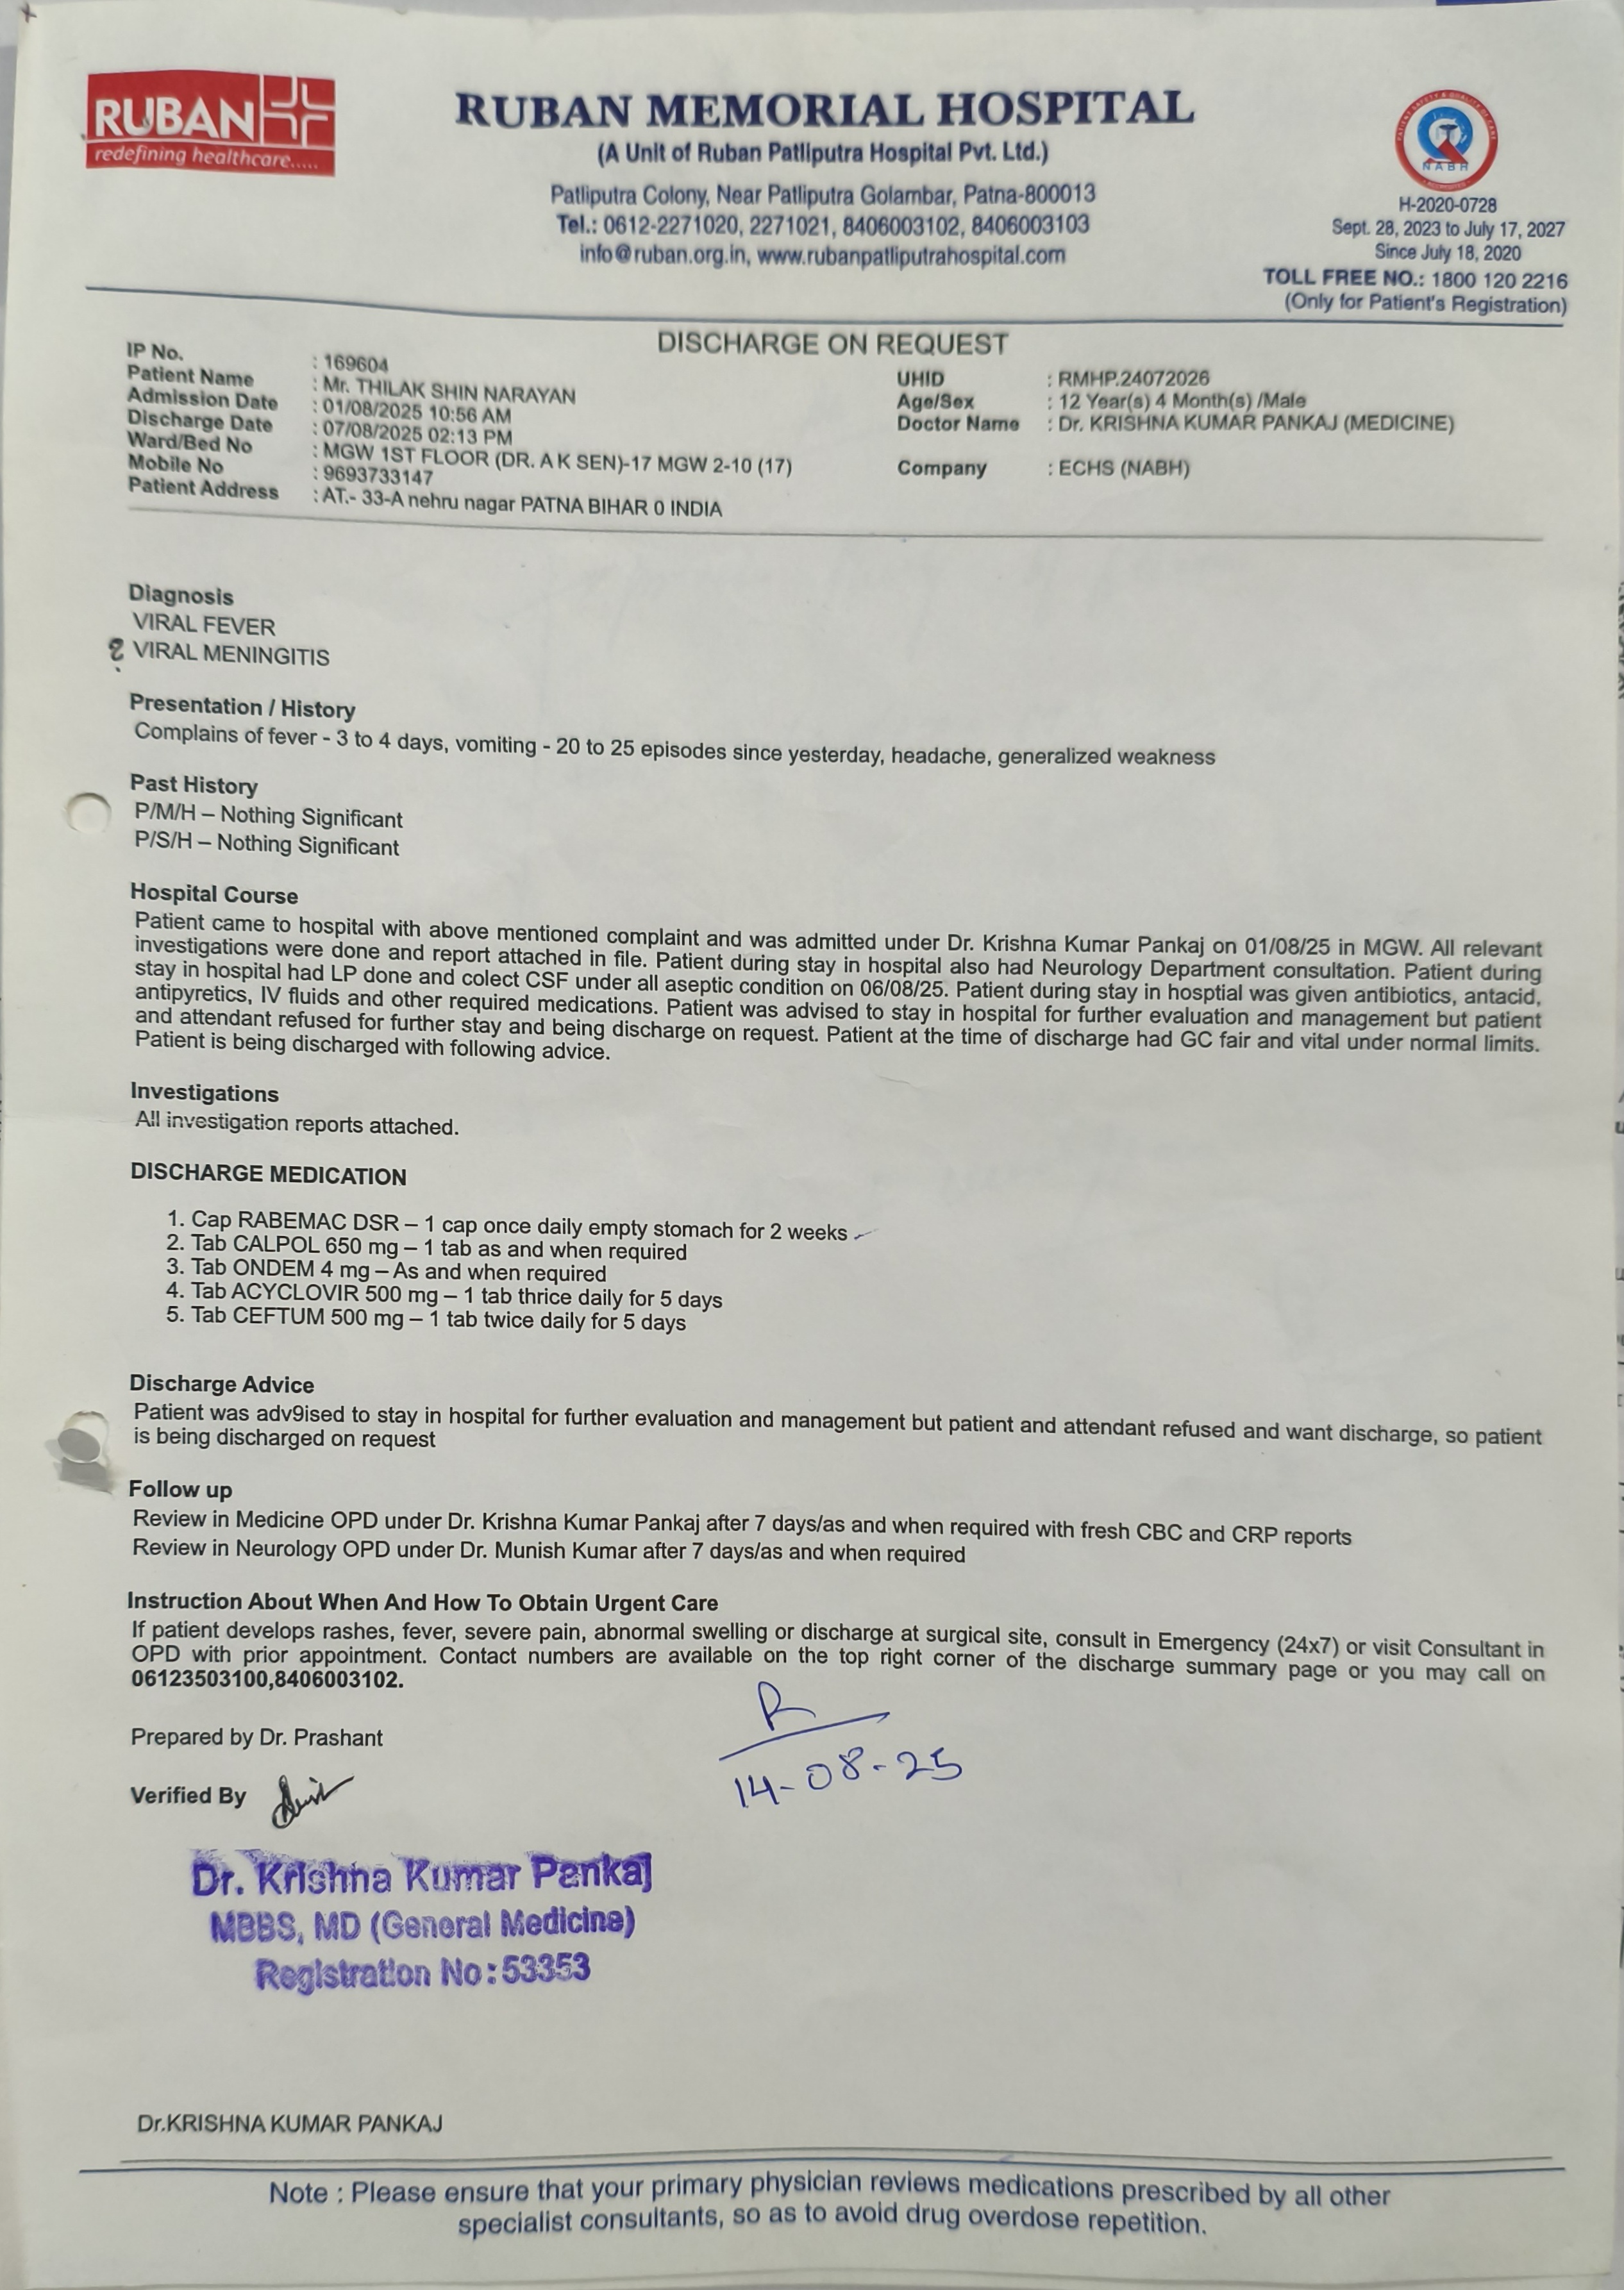 RUBAN
redefining healthcare.....
RUBAN MEMORIAL HOSPITAL
(A Unit of Ruban Patliputra Hospital Pvt. Ltd.)
Patliputra Colony, Near Patliputra Golambar, Patna-800013
Tel.: 0612-2271020, 2271021, 8406003102, 8406003103
info@ruban.org.in, www.rubanpatliputrahospital.com
NABH
H-2020-0728
Sept. 28, 2023 to July 17, 2027
Since July 18, 2020
TOLL FREE NO.: 1800 120 2216
(Only for Patient's Registration)
DISCHARGE ON REQUEST
IP No. : 169604
Patient Name : Mr. THILAK SHIN NARAYAN
Admission Date : 01/08/2025 10:56 AM
Discharge Date : 07/08/2025 02:13 PM
Ward/Bed No : MGW 1ST FLOOR (DR. A K SEN)-17 MGW 2-10 (17)
Mobile No : 9693733147
Patient Address : AT.- 33-A nehru nagar PATNA BIHAR 0 INDIA
UHID : RMHP.24072026
Age/Sex : 12 Year(s) 4 Month(s) /Male
Doctor Name : Dr. KRISHNA KUMAR PANKAJ (MEDICINE)
Company : ECHS (NABH)
Diagnosis
VIRAL FEVER
? VIRAL MENINGITIS
Presentation / History
Complains of fever - 3 to 4 days, vomiting - 20 to 25 episodes since yesterday, headache, generalized weakness
Past History
P/M/H – Nothing Significant
P/S/H – Nothing Significant
Hospital Course
Patient came to hospital with above mentioned complaint and was admitted under Dr. Krishna Kumar Pankaj on 01/08/25 in MGW. All relevant
investigations were done and report attached in file. Patient during stay in hospital also had Neurology Department consultation. Patient during
stay in hospital had LP done and colect CSF under all aseptic condition on 06/08/25. Patient during stay in hosptial was given antibiotics, antacid,
antipyretics, IV fluids and other required medications. Patient was advised to stay in hospital for further evaluation and management but patient
and attendant refused for further stay and being discharge on request. Patient at the time of discharge had GC fair and vital under normal limits.
Patient is being discharged with following advice.
Investigations
All investigation reports attached.
DISCHARGE MEDICATION
1. Cap RABEMAC DSR – 1 cap once daily empty stomach for 2 weeks
2. Tab CALPOL 650 mg – 1 tab as and when required
3. Tab ONDEM 4 mg – As and when required
4. Tab ACYCLOVIR 500 mg – 1 tab thrice daily for 5 days
5. Tab CEFTUM 500 mg – 1 tab twice daily for 5 days
Discharge Advice
Patient was adv9ised to stay in hospital for further evaluation and management but patient and attendant refused and want discharge, so patient
is being discharged on request
Follow up
Review in Medicine OPD under Dr. Krishna Kumar Pankaj after 7 days/as and when required with fresh CBC and CRP reports
Review in Neurology OPD under Dr. Munish Kumar after 7 days/as and when required
Instruction About When And How To Obtain Urgent Care
If patient develops rashes, fever, severe pain, abnormal swelling or discharge at surgical site, consult in Emergency (24x7) or visit Consultant in
OPD with prior appointment. Contact numbers are available on the top right corner of the discharge summary page or you may call on
06123503100,8406003102.
R
14-08-25
Prepared by Dr. Prashant
Verified By
Dr. Krishna Kumar Pankaj
MBBS, MD (General Medicine)
Registration No:53353
Dr.KRISHNA KUMAR PANKAJ
Note : Please ensure that your primary physician reviews medications prescribed by all other
specialist consultants, so as to avoid drug overdose repetition.